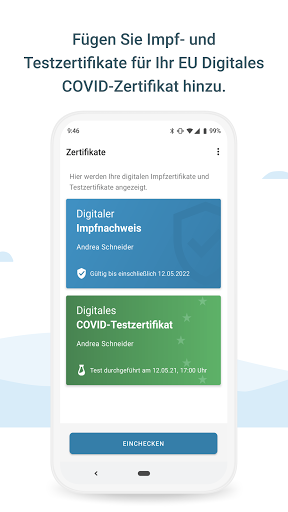 Fügen Sie Impf- und
Testzertifikate für Ihr EU Digitales
COVID-Zertifikat hinzu.
9:46
99%
Zertifikate
Hier werden Ihre digitalen Impfzertifikate und
Testzertifikate angezeigt.
Digitaler
Impfnachweis
Andrea Schneider
Gültig bis einschließlich 12.05.2022
Digitales
COVID-Testzertifikat
Andrea Schneider
Test durchgeführt am 12.05.21, 17:00 Uhr
EINCHECKEN